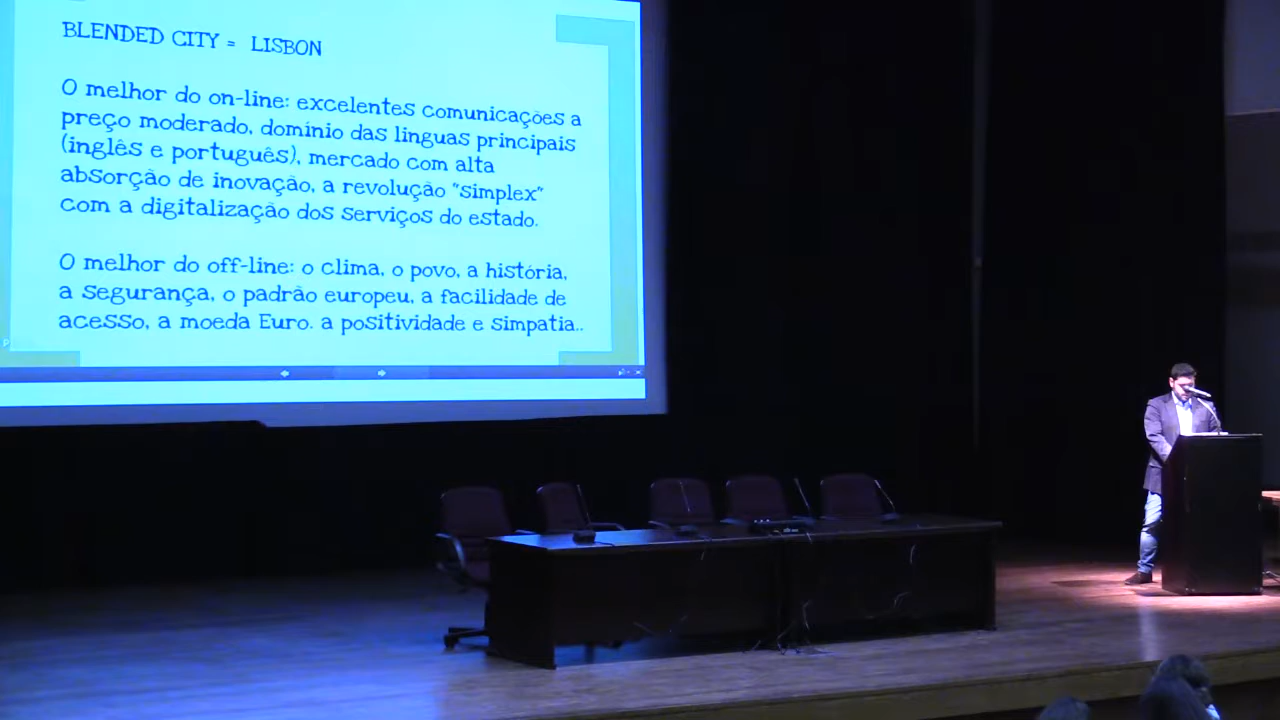 BLENDED CITY = LISBON
O melhor do on-line: excelentes comunicações a
preço moderado, domínio das linguas principais
(inglês e português), mercado com alta
absorção de inovação, a revolução "simplex"
com a digitalização dos serviços do estado.
O melhor do off-line: o clima, o povo, a história,
a segurança, o padrão europeu, a facilidade de
acesso, a moeda Euro. a positividade e simpatia..